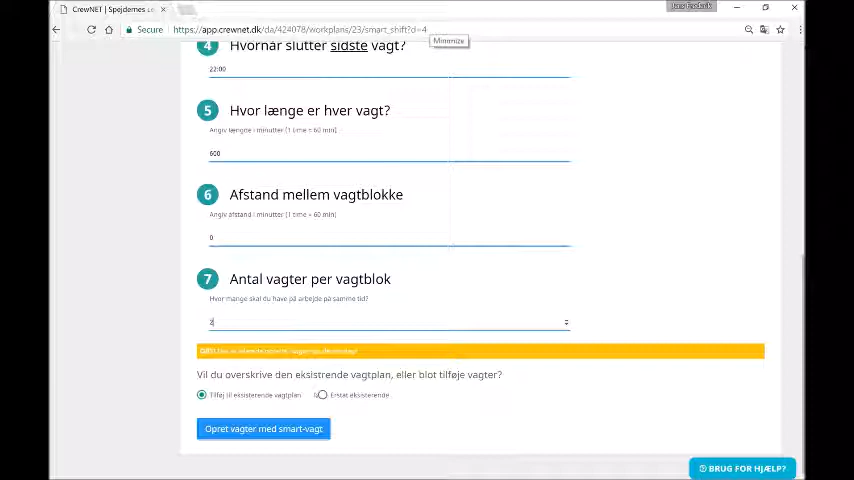 CrewNET | Spejdernes L
Secure
https://app.crewnet.dk/da/424078/workplans/23/smart_shift?d=4
Minimize
4 Hvornår slutter sidste vagt?
22:00
5 Hvor længe er hver vagt?
Angiv længde i minutter (1 time = 60 min)
600
6 Afstand mellem vagtblokke
Angiv afstand i minutter (1 time = 60 min)
0
7 Antal vagter per vagtblok
Hvor mange skal du have på arbejde på samme tid?
2
Vil du overskrive den eksistrende vagtplan, eller blot tilføje vagter?
Tilføj til eksisterende vagtplan
Erstat eksisterende
Opret vagter med smart-vagt
BRUG FOR HJÆLP?